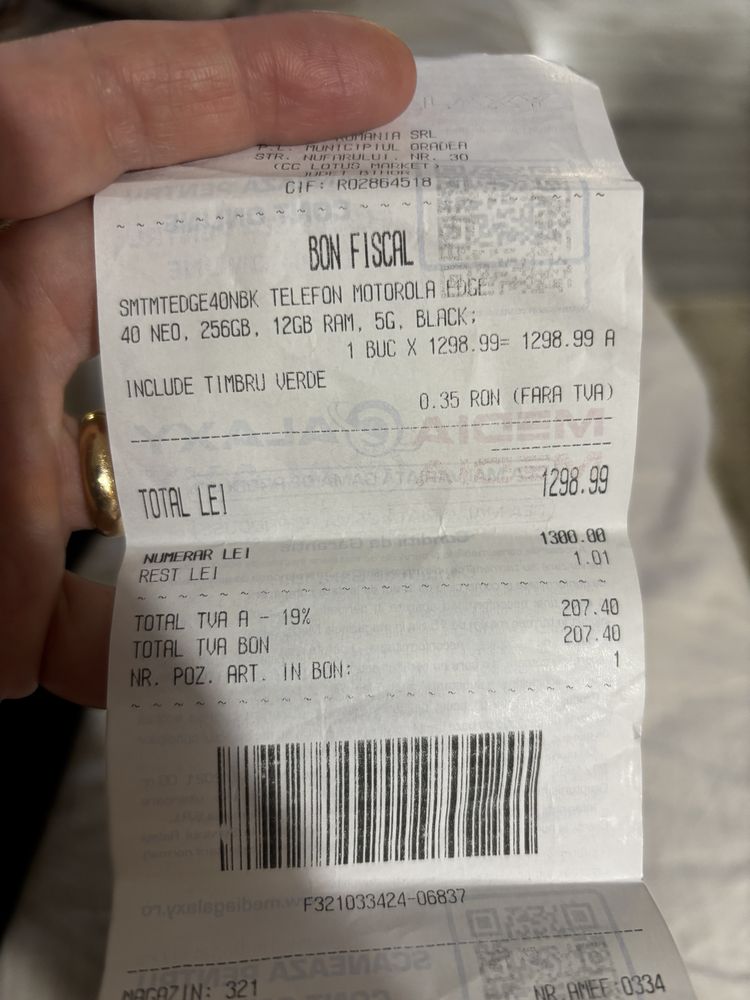 ROMANIA SRL
P.L. MUNICIPIUL ORADEA
STR. NUFARULUI, NR. 30
(CC LOTUS MARKET)
JUDET BIHOR
CIF: RO2864518
BON FISCAL
SMTMTEDGE40NBK TELEFON MOTOROLA EDGE
40 NEO, 256GB, 12GB RAM, 5G, BLACK;
1 BUC X 1298.99= 1298.99 A
INCLUDE TIMBRU VERDE
0.35 RON (FARA TVA)
TOTAL LEI 1298.99
NUMERAR LEI 1300.00
REST LEI 1.01
TOTAL TVA A - 19% 207.40
TOTAL TVA BON 207.40
NR. POZ. ART. IN BON: 1
F321033424-06837
MAGAZIN: 321 NR.AMEF:0334